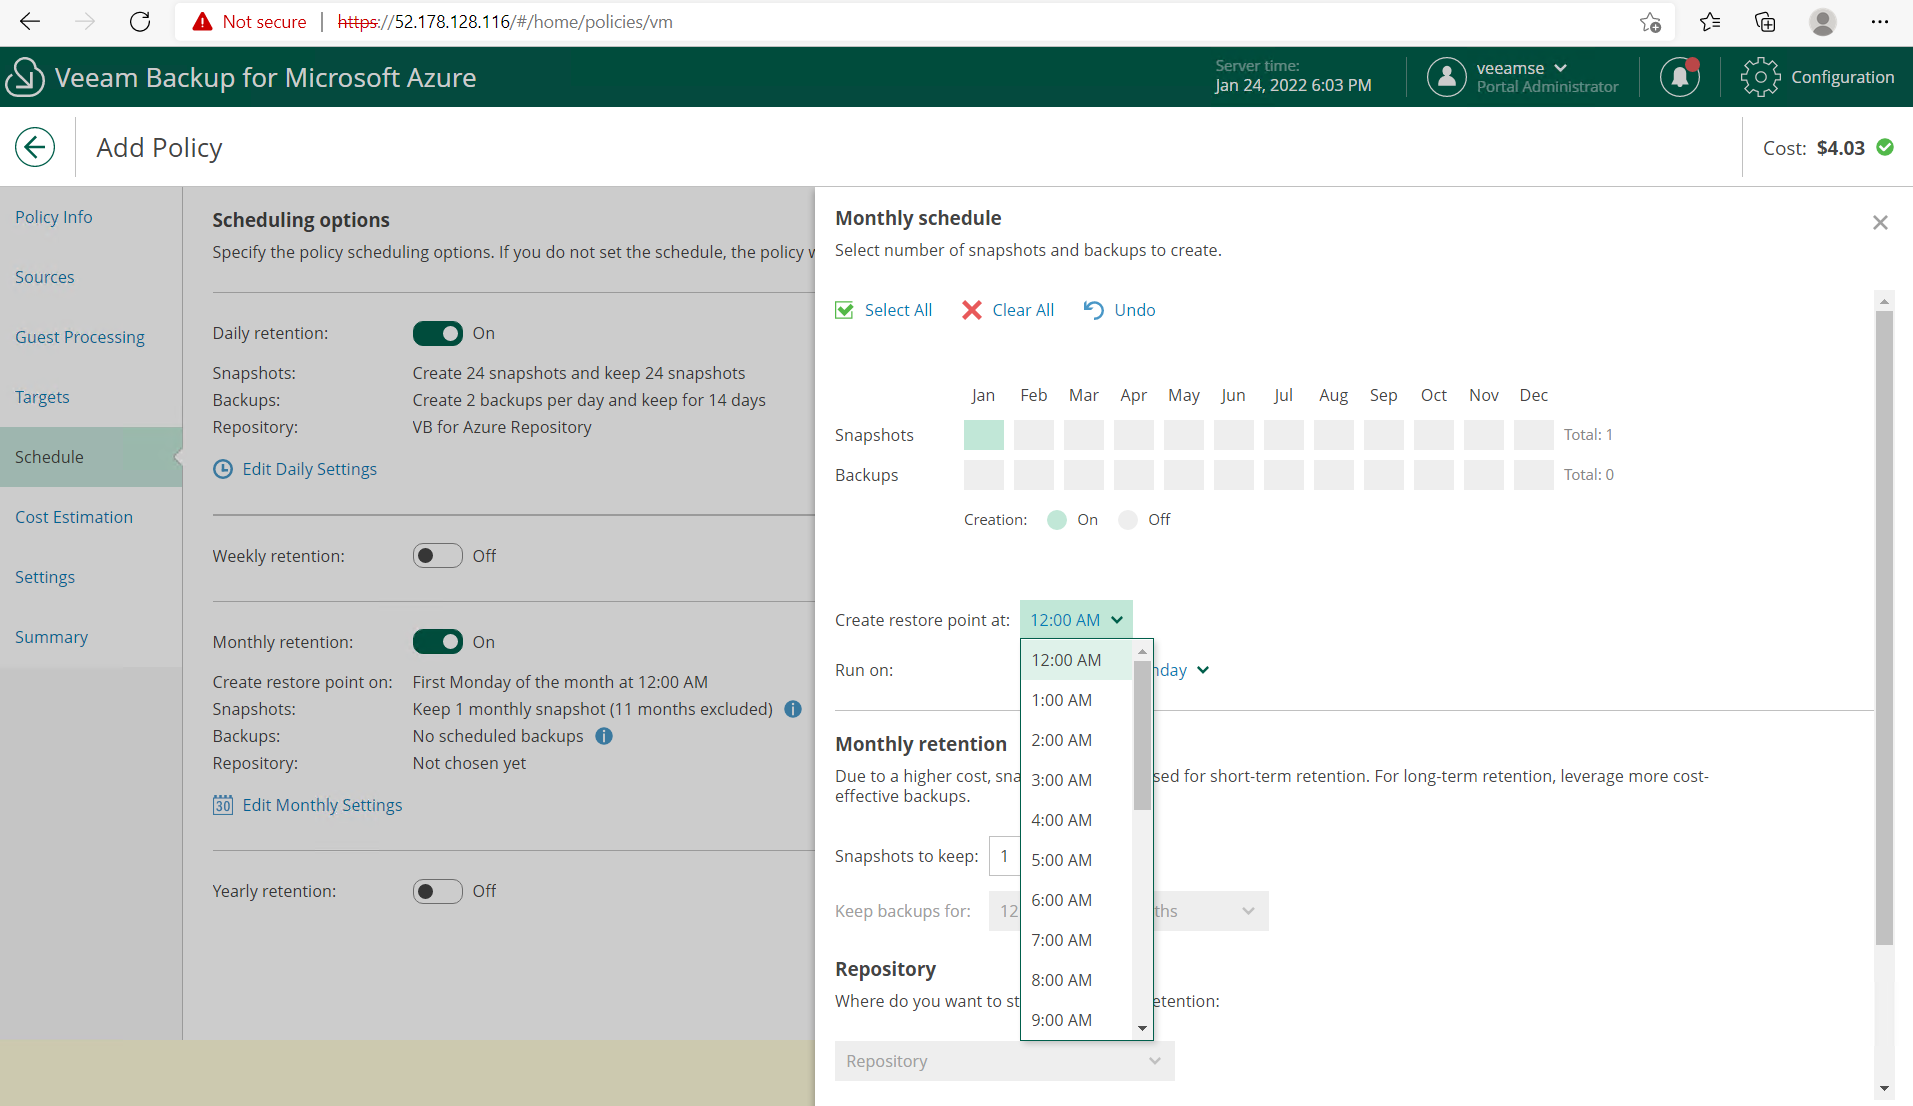 Not secure https://52.178.128.116/#/home/policies/vm
Veeam Backup for Microsoft Azure
Server time:
Jan 24, 2022 6:03 PM
veeamse
Portal Administrator
Configuration
Add Policy
Cost: $4.03
Policy Info
Sources
Guest Processing
Targets
Schedule
Cost Estimation
Settings
Summary
Scheduling options
Specify the policy scheduling options. If you do not set the schedule, the policy
Daily retention: On
Snapshots: Create 24 snapshots and keep 24 snapshots
Backups: Create 2 backups per day and keep for 14 days
Repository: VB for Azure Repository
Edit Daily Settings
Weekly retention: Off
Monthly retention: On
Create restore point on: First Monday of the month at 12:00 AM
Snapshots: Keep 1 monthly snapshot (11 months excluded)
Backups: No scheduled backups
Repository: Not chosen yet
30 Edit Monthly Settings
Yearly retention: Off
Monthly schedule
Select number of snapshots and backups to create.
Select All Clear All Undo
Jan Feb Mar Apr May Jun Jul Aug Sep Oct Nov Dec
Snapshots Total: 1
Backups Total: 0
Creation: On Off
Create restore point at: 12:00 AM
Run on: nday
12:00 AM
1:00 AM
2:00 AM
3:00 AM
4:00 AM
5:00 AM
6:00 AM
7:00 AM
8:00 AM
9:00 AM
Monthly retention
Due to a higher cost, sna sed for short-term retention. For long-term retention, leverage more cost-
effective backups.
Snapshots to keep: 1
Keep backups for: 12 ths
Repository
Where do you want to st etention:
Repository